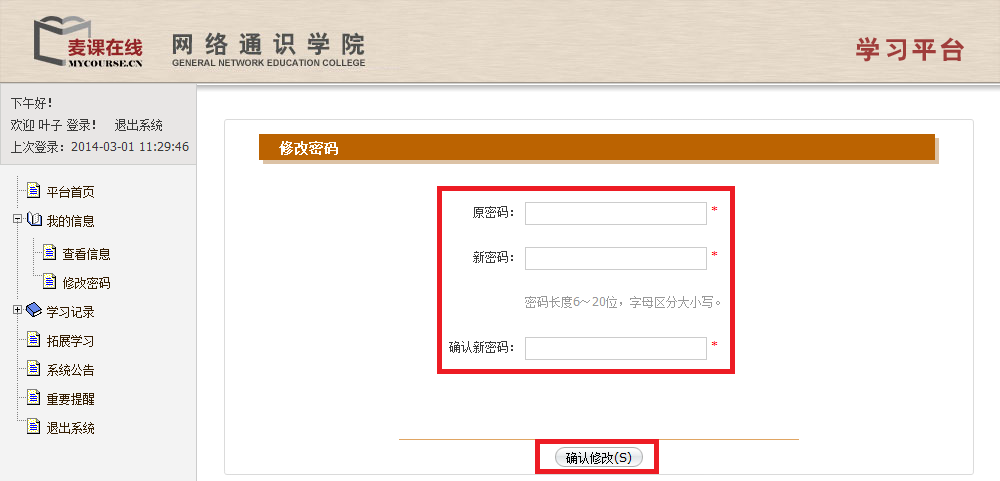 麦课在线
MYCOURSE.CN
网络通识学院
GENERAL NETWORK EDUCATION COLLEGE
学习平台
下午好!
欢迎 叶子 登录! 退出系统
上次登录：2014-03-01 11:29:46
平台首页
我的信息
查看信息
修改密码
学习记录
拓展学习
系统公告
重要提醒
退出系统
修改密码
原密码： *
新密码： *
密码长度6～20位，字母区分大小写。
确认新密码： *
确认修改(S)